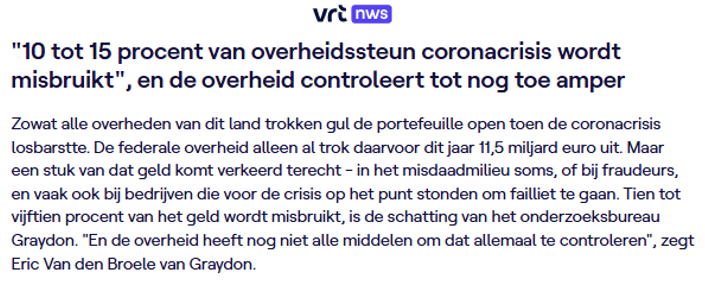 vrt nws
"10 tot 15 procent van overheidssteun coronacrisis wordt
misbruikt", en de overheid controleert tot nog toe amper
Zowat alle overheden van dit land trokken gul de portefeuille open toen de coronacrisis
losbarstte. De federale overheid alleen al trok daarvoor dit jaar 11,5 miljard euro uit. Maar
een stuk van dat geld komt verkeerd terecht - in het misdaadmilieu soms, of bij fraudeurs,
en vaak ook bij bedrijven die voor de crisis op het punt stonden om failliet te gaan. Tien tot
vijftien procent van het geld wordt misbruikt, is de schatting van het onderzoeksbureau
Graydon. "En de overheid heeft nog niet alle middelen om dat allemaal te controleren", zegt
Eric Van den Broele van Graydon.